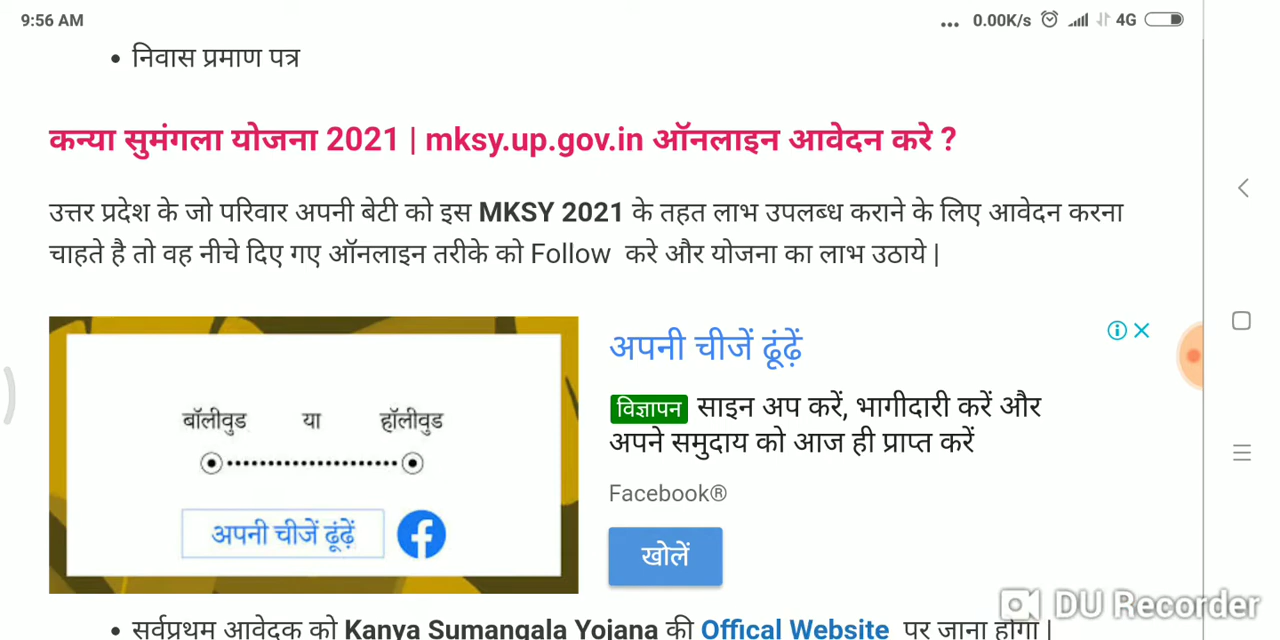 9:56 AM
... 0.00K/s 4G
• निवास प्रमाण पत्र
कन्या सुमंगला योजना 2021 | mksy.up.gov.in ऑनलाइन आवेदन करे ?
उत्तर प्रदेश के जो परिवार अपनी बेटी को इस MKSY 2021 के तहत लाभ उपलब्ध कराने के लिए आवेदन करना
चाहते है तो वह नीचे दिए गए ऑनलाइन तरीके को Follow करे और योजना का लाभ उठाये |
बॉलीवुड या हॉलीवुड
अपनी चीजें ढूंढ़ें
अपनी चीजें ढूंढ़ें
विज्ञापन साइन अप करें, भागीदारी करें और
अपने समुदाय को आज ही प्राप्त करें
Facebook®
खोलें
DU Recorder
• सर्वप्रथम आवेदक को Kanya Sumangala Yojana की Offical Website पर जाना होगा |